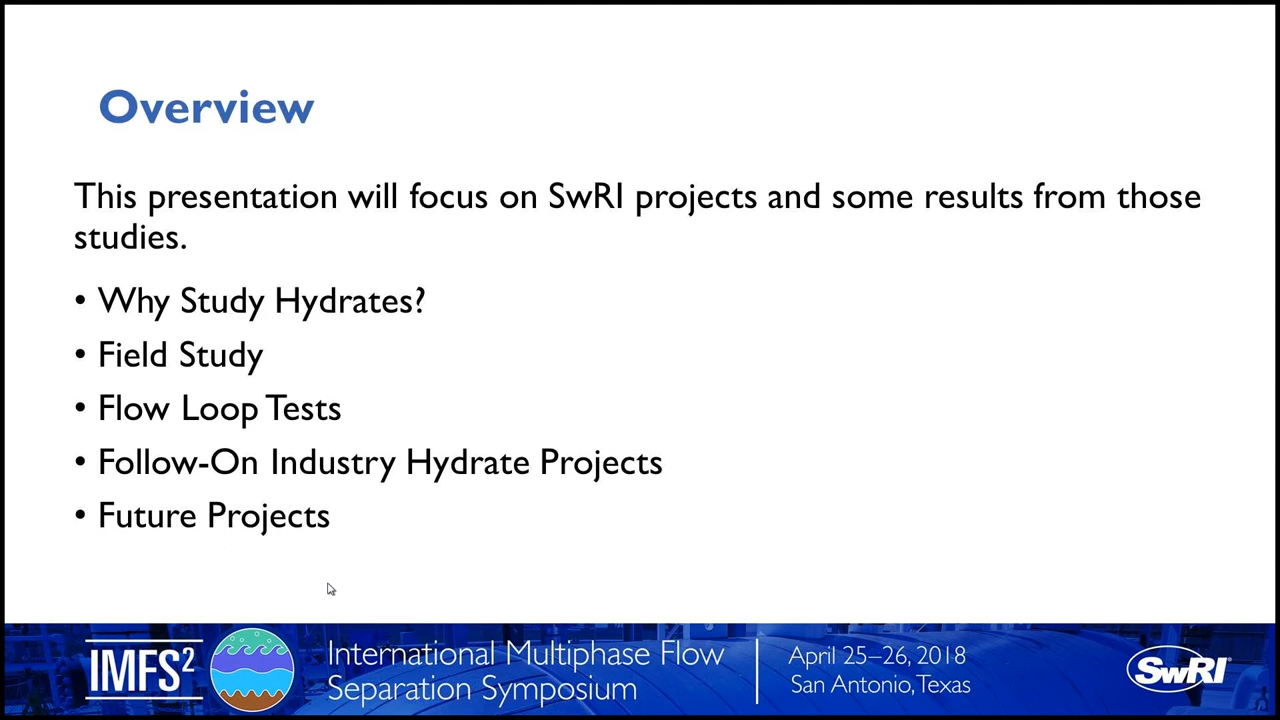 Overview
This presentation will focus on SwRI projects and some results from those
studies.
• Why Study Hydrates?
• Field Study
• Flow Loop Tests
• Follow-On Industry Hydrate Projects
• Future Projects
IMFS²
International Multiphase Flow
Separation Symposium
April 25–26, 2018
San Antonio, Texas
SwRI®